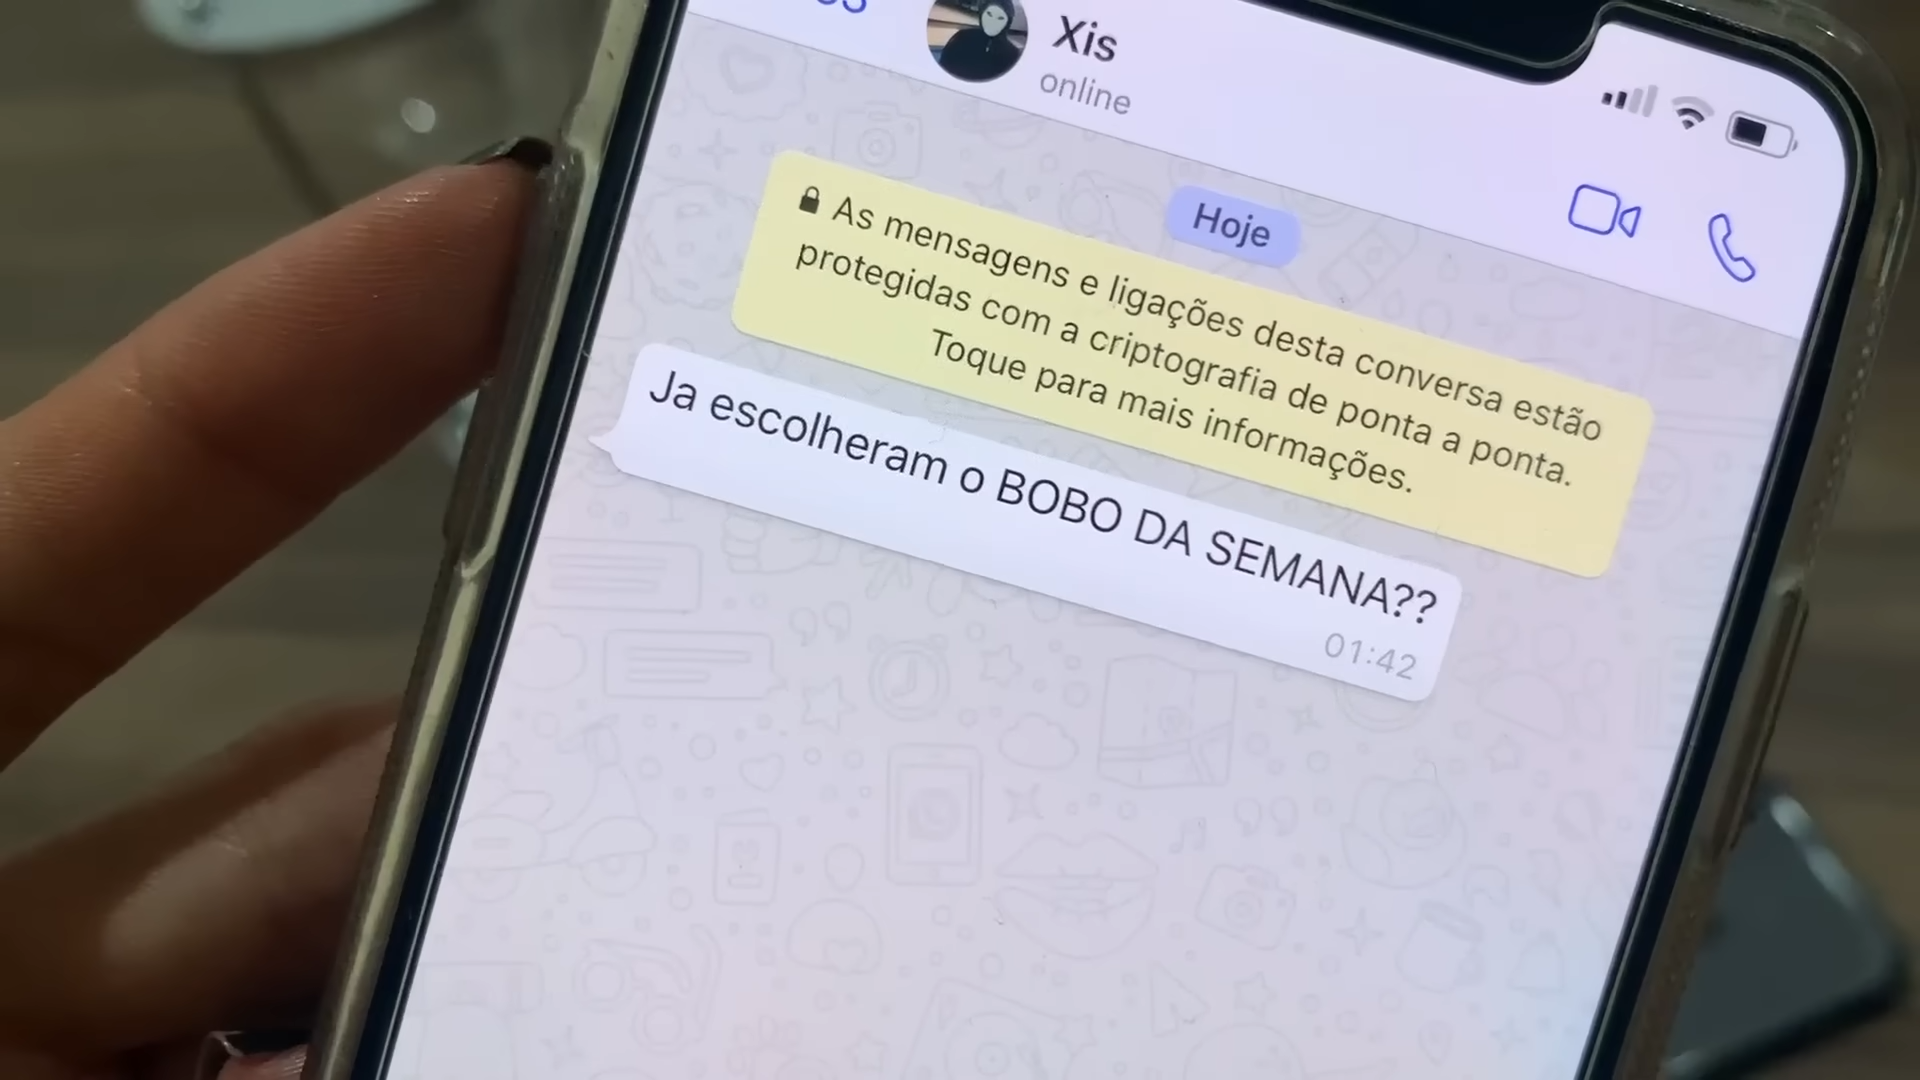 Xis
online
Hoje
As mensagens e ligações desta conversa estão
protegidas com a criptografia de ponta a ponta.
Toque para mais informações.
Ja escolheram o BOBO DA SEMANA??
01:42